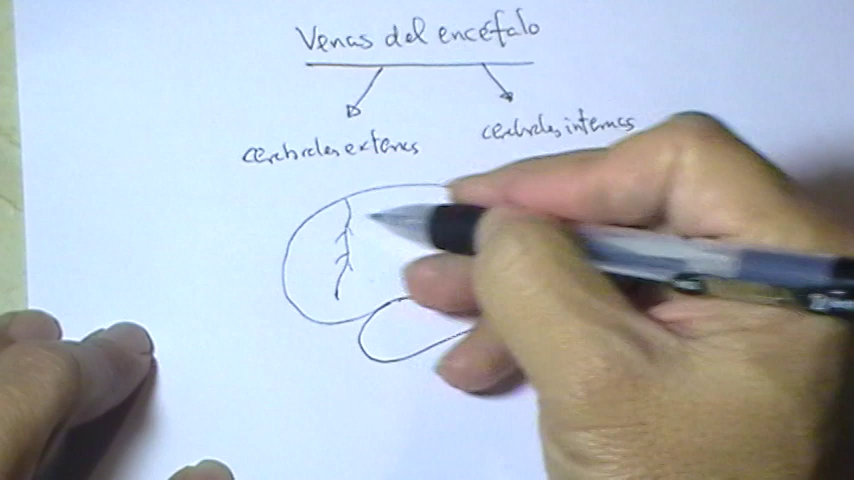 Venas del encéfalo
cerebrales externas
cerebrales internas